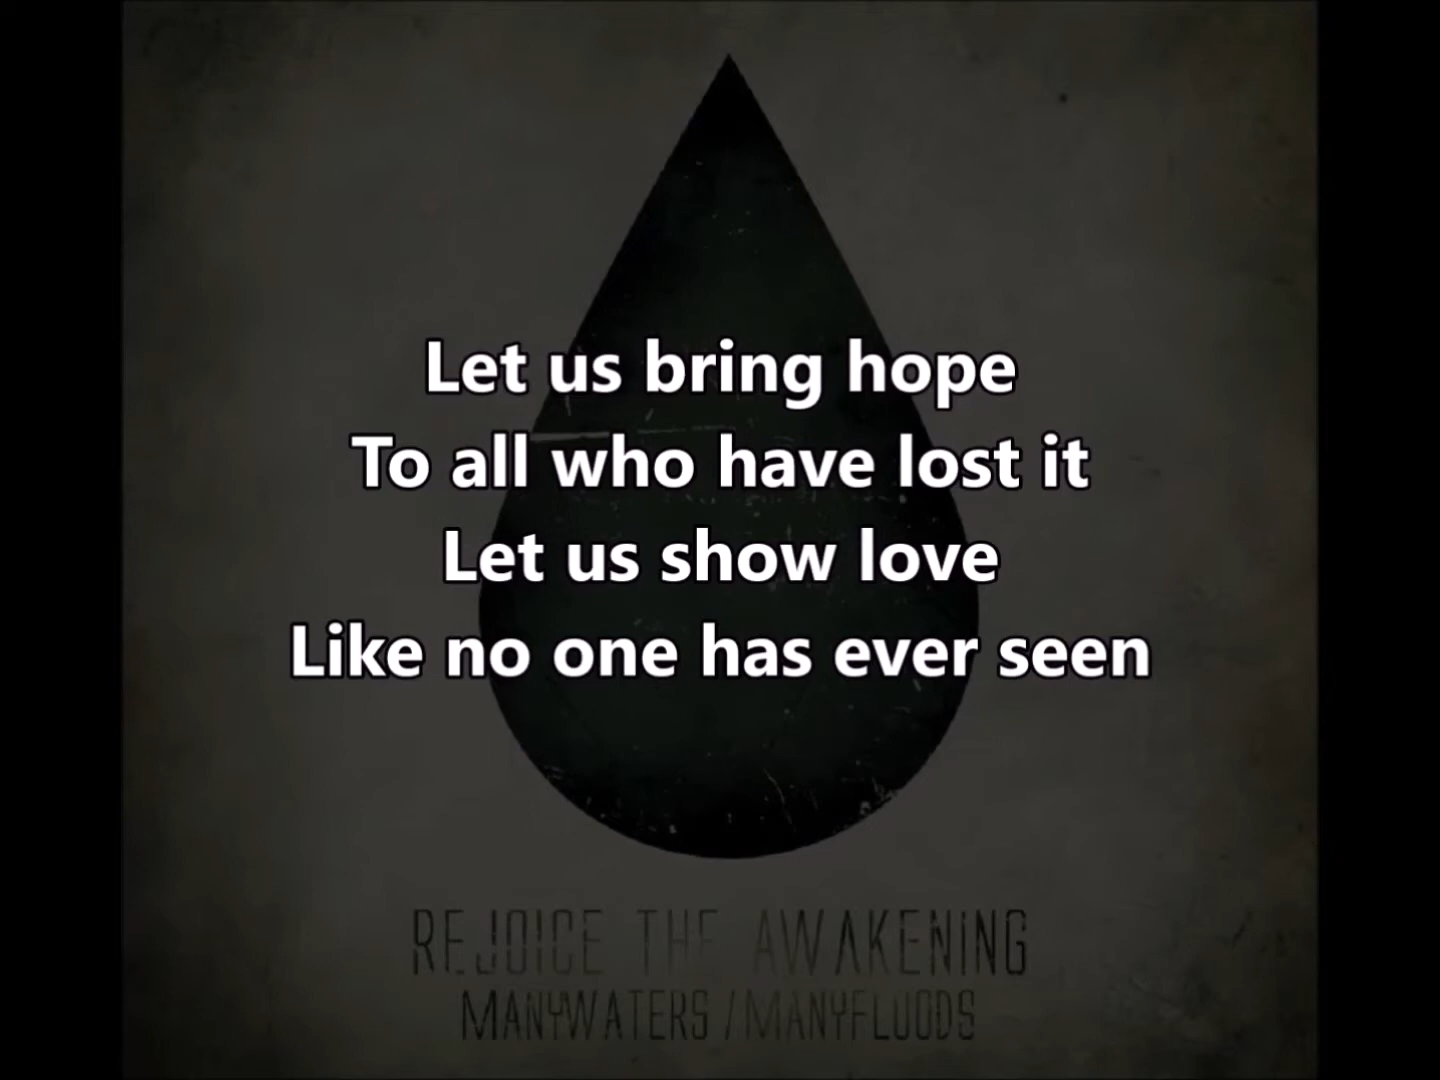 Let us bring hope
To all who have lost it
Let us show love
Like no one has ever seen
REJOICE THE AWAKENING
MANYWATERS / MANYFLOODS